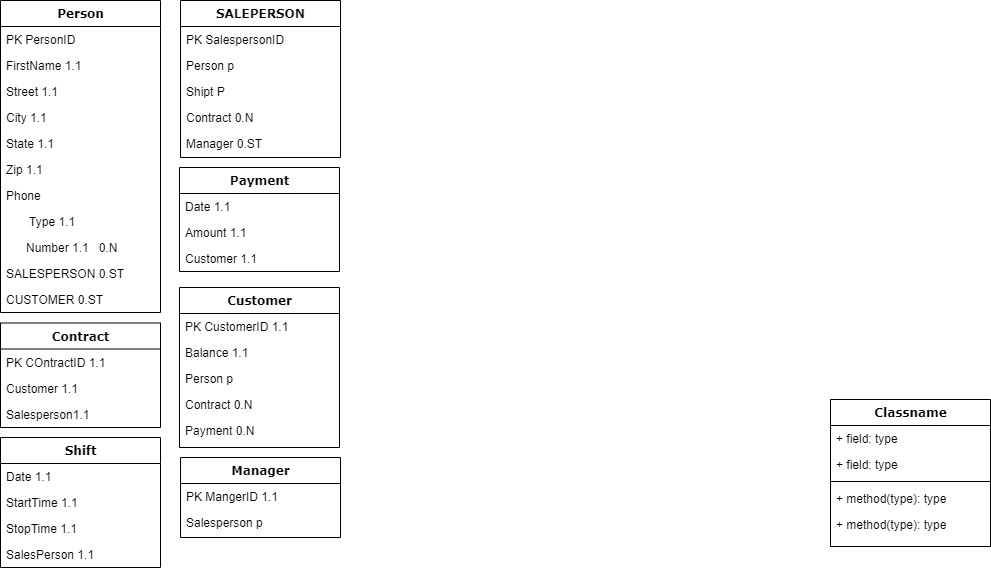 Person
PK PersonID
FirstName 1.1
Street 1.1
City 1.1
State 1.1
Zip 1.1
Phone
Type 1.1
Number 1.1 0.N
SALESPERSON 0.ST
CUSTOMER 0.ST
Contract
PK COntractID 1.1
Customer 1.1
Salesperson1.1
Shift
Date 1.1
StartTime 1.1
StopTime 1.1
SalesPerson 1.1
SALEPERSON
PK SalespersonID
Person p
Shipt P
Contract 0.N
Manager 0.ST
Payment
Date 1.1
Amount 1.1
Customer 1.1
Customer
PK CustomerID 1.1
Balance 1.1
Person p
Contract 0.N
Payment 0.N
Manager
PK MangerID 1.1
Salesperson p
Classname
+ field: type
+ field: type
+ method(type): type
+ method(type): type